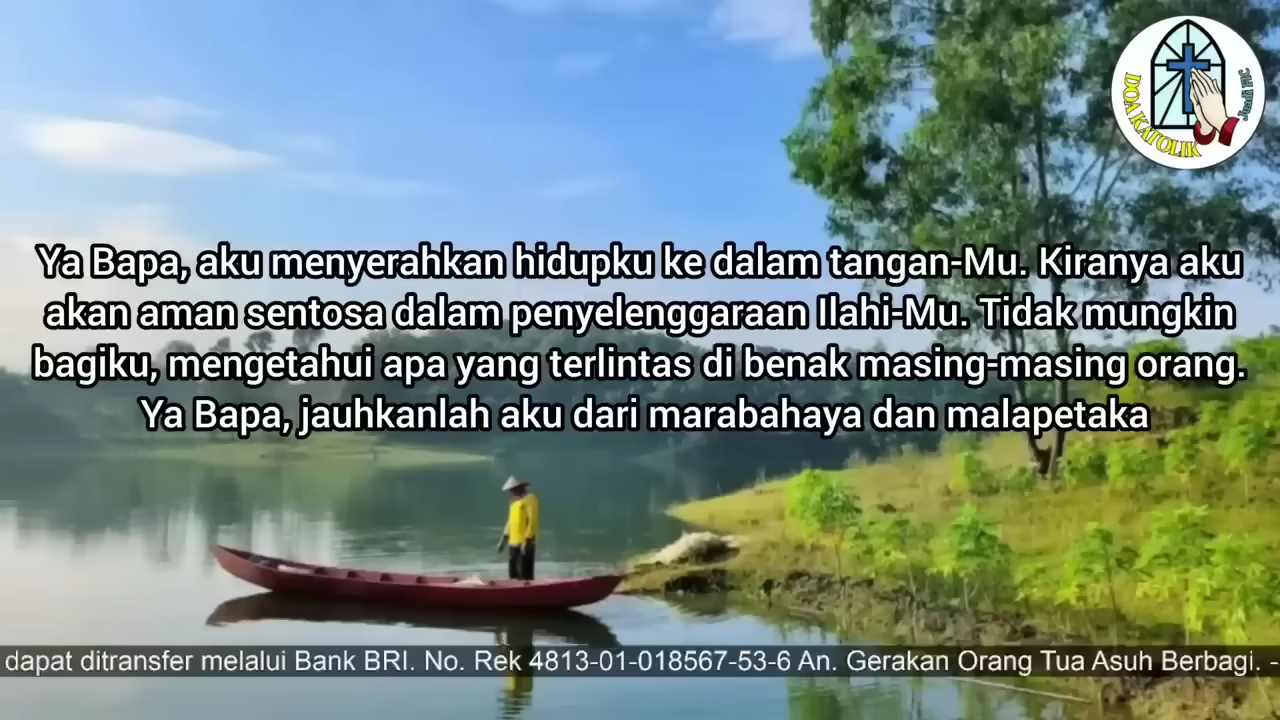 DOA KATOLIK
Judi FIC
Ya Bapa, aku menyerahkan hidupku ke dalam tangan-Mu. Kiranya aku
akan aman sentosa dalam penyelenggaraan Ilahi-Mu. Tidak mungkin
bagiku, mengetahui apa yang terlintas di benak masing-masing orang.
Ya Bapa, jauhkanlah aku dari marabahaya dan malapetaka
dapat ditransfer melalui Bank BRI. No. Rek 4813-01-018567-53-6 An. Gerakan Orang Tua Asuh Berbagi. -